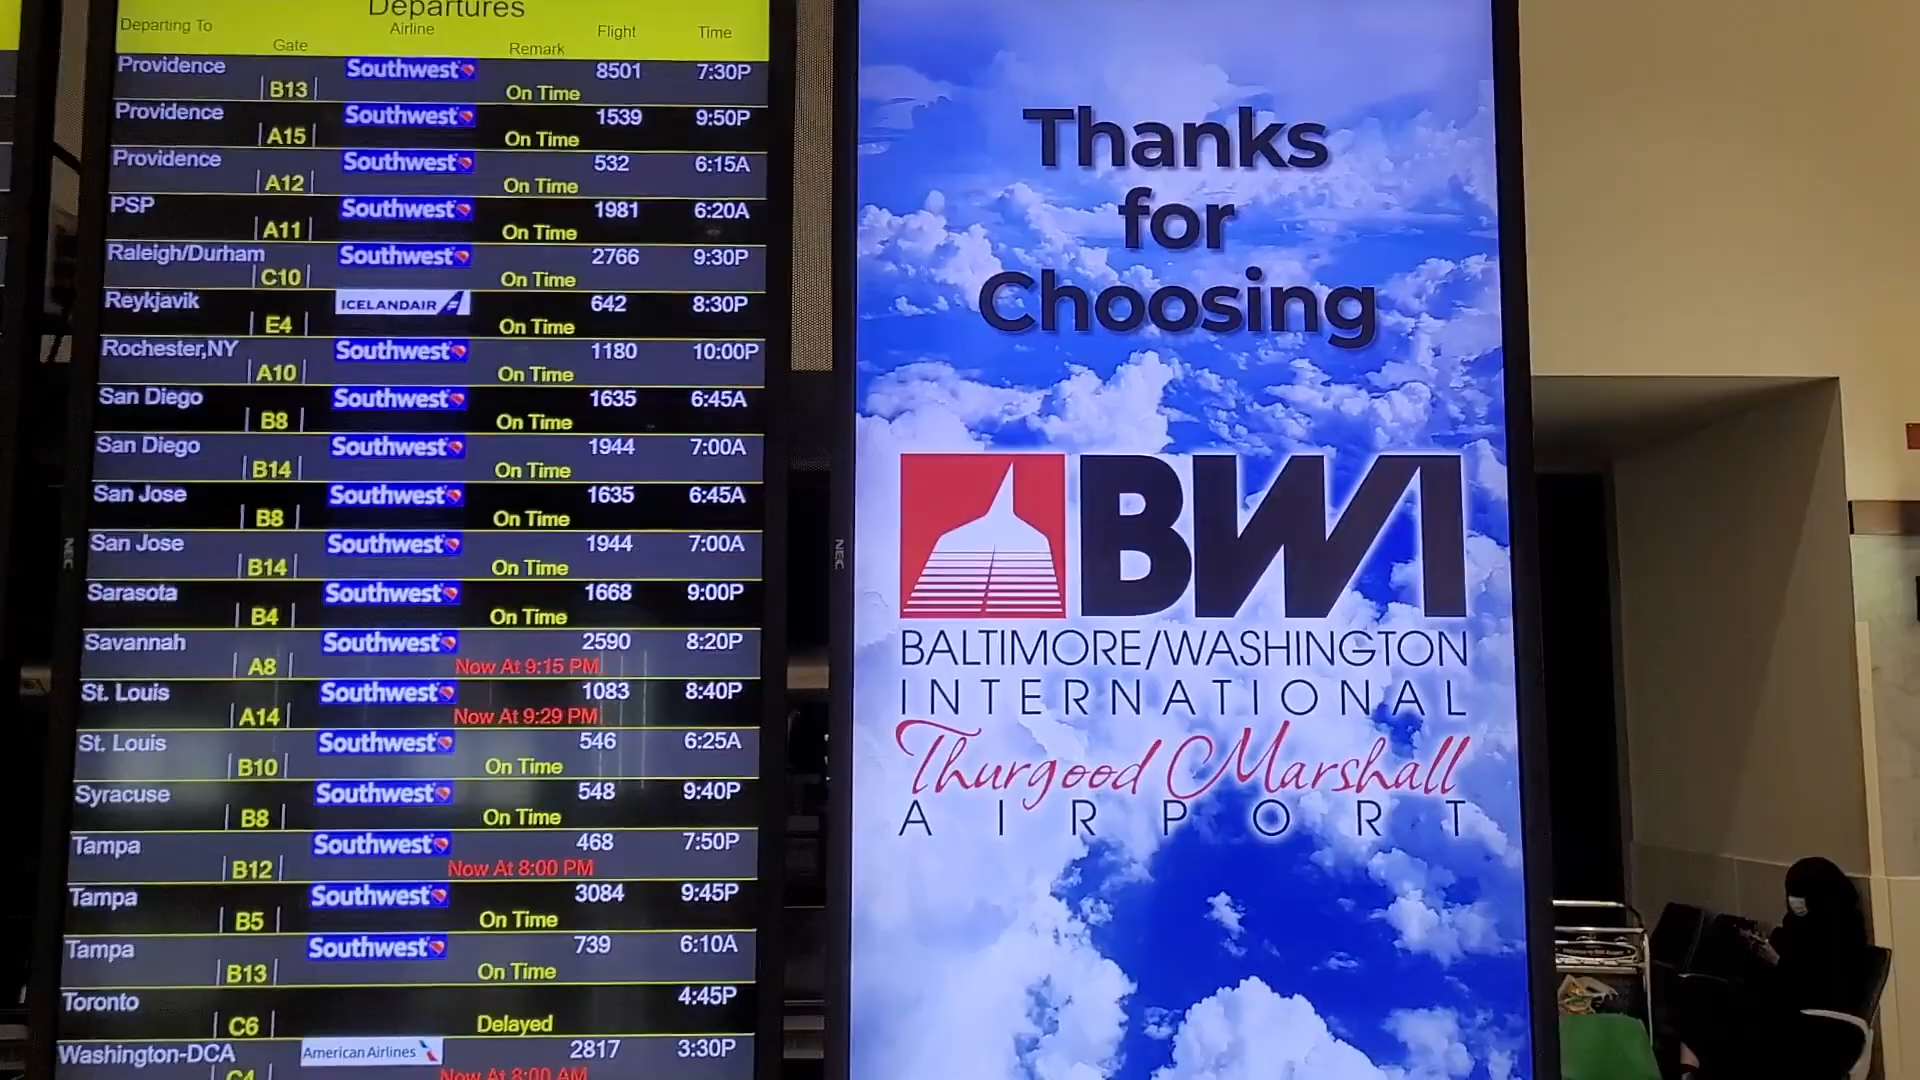 Departures
Departing To Gate Airline Remark Flight Time
Providence B13 Southwest On Time 8501 7:30P
Providence A15 Southwest On Time 1539 9:50P
Providence A12 Southwest On Time 532 6:15A
PSP A11 Southwest On Time 1981 6:20A
Raleigh/Durham C10 Southwest On Time 2766 9:30P
Reykjavik E4 ICELANDAIR On Time 642 8:30P
Rochester,NY A10 Southwest On Time 1180 10:00P
San Diego B8 Southwest On Time 1635 6:45A
San Diego B14 Southwest On Time 1944 7:00A
San Jose B8 Southwest On Time 1635 6:45A
San Jose B14 Southwest On Time 1944 7:00A
Sarasota B4 Southwest On Time 1668 9:00P
Savannah A8 Southwest Now At 9:15 PM 2590 8:20P
St. Louis A14 Southwest Now At 9:29 PM 1083 8:40P
St. Louis B10 Southwest On Time 546 6:25A
Syracuse B8 Southwest On Time 548 9:40P
Tampa B12 Southwest Now At 8:00 PM 468 7:50P
Tampa B5 Southwest On Time 3084 9:45P
Tampa B13 Southwest On Time 739 6:10A
Toronto C6 Delayed 4:45P
Washington-DCA C4 American Airlines Now At 8:00 AM 2817 3:30P
NEC
NEC
Thanks
for
Choosing
BWI
BALTIMORE/WASHINGTON
INTERNATIONAL
Thurgood Marshall
AIRPORT